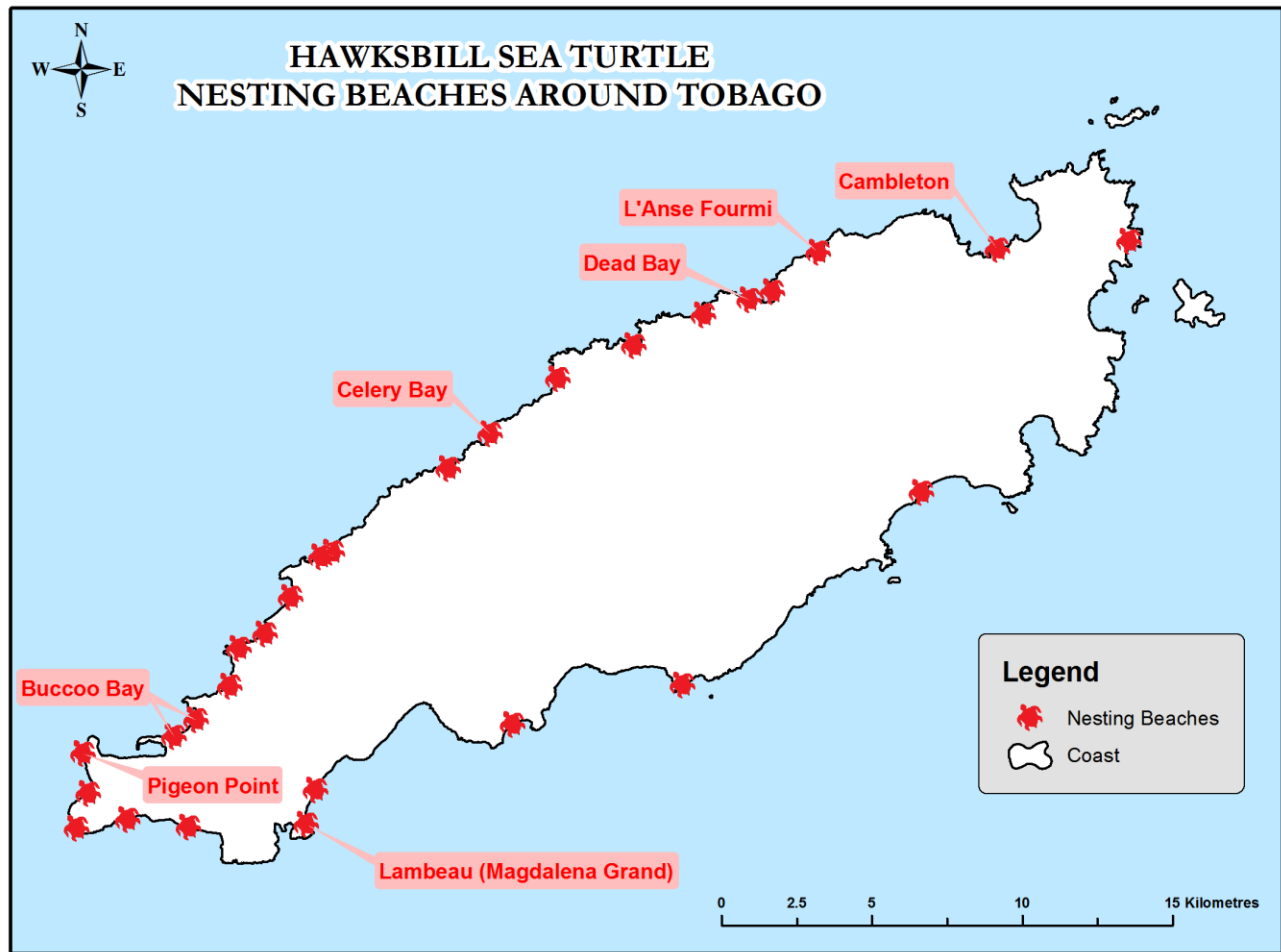 N
W E
S
HAWKSBILL SEA TURTLE
NESTING BEACHES AROUND TOBAGO
Cambleton
L'Anse Fourmi
Dead Bay
Celery Bay
Buccoo Bay
Pigeon Point
Lambeau (Magdalena Grand)
Legend
Nesting Beaches
Coast
0 2.5 5 10 15 Kilometres